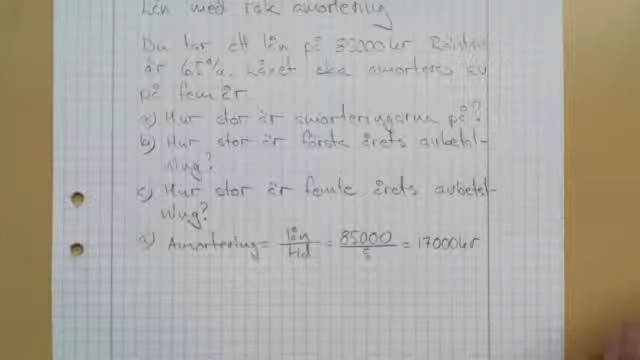 Lån med rak amortering
Du tar ett lån på 85000 kr Räntan
är 6,5%. Lånet ska amorteras av
på fem år.
a) Hur stor är amorteringarna på?
b) Hur stor är första årets avbetal-
ning?
c) Hur stor är femte årets avbetal-
ning?
a) Amortering = lån / tid = 85000 / 5 = 17000 kr